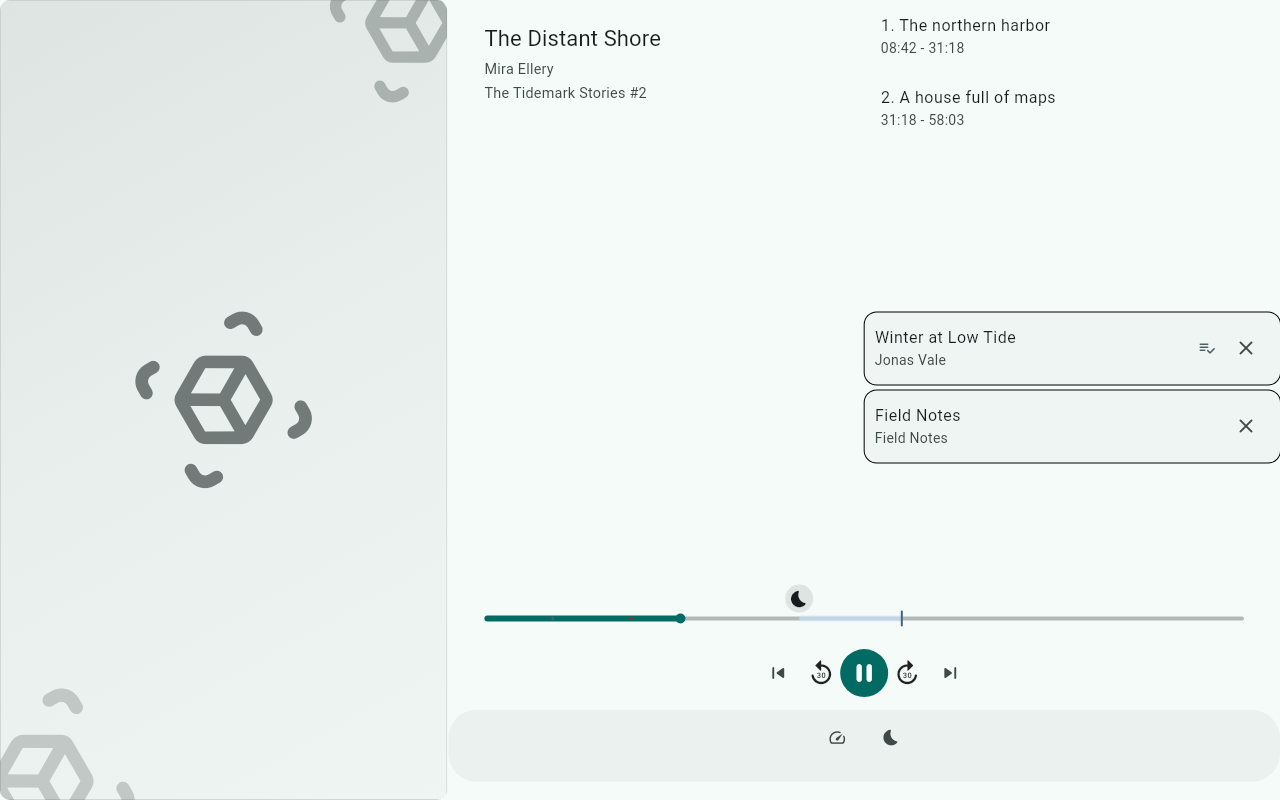 The Distant Shore
Mira Ellery
The Tidemark Stories #2
1. The northern harbor
08:42 - 31:18
2. A house full of maps
31:18 - 58:03
Winter at Low Tide
Jonas Vale
Field Notes
Field Notes
30
30